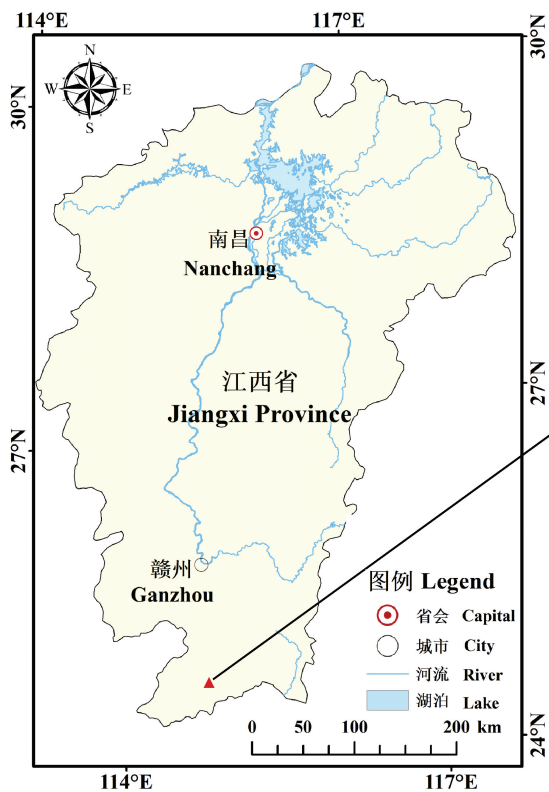 114°E 117°E
30°N
30°N
N
W E
S
南昌
Nanchang
江西省
Jiangxi Province
27°N
27°N
赣州
Ganzhou
图例 Legend
省会 Capital
城市 City
河流 River
湖泊 Lake
0 50 100 200 km
24°N
114°E 117°E